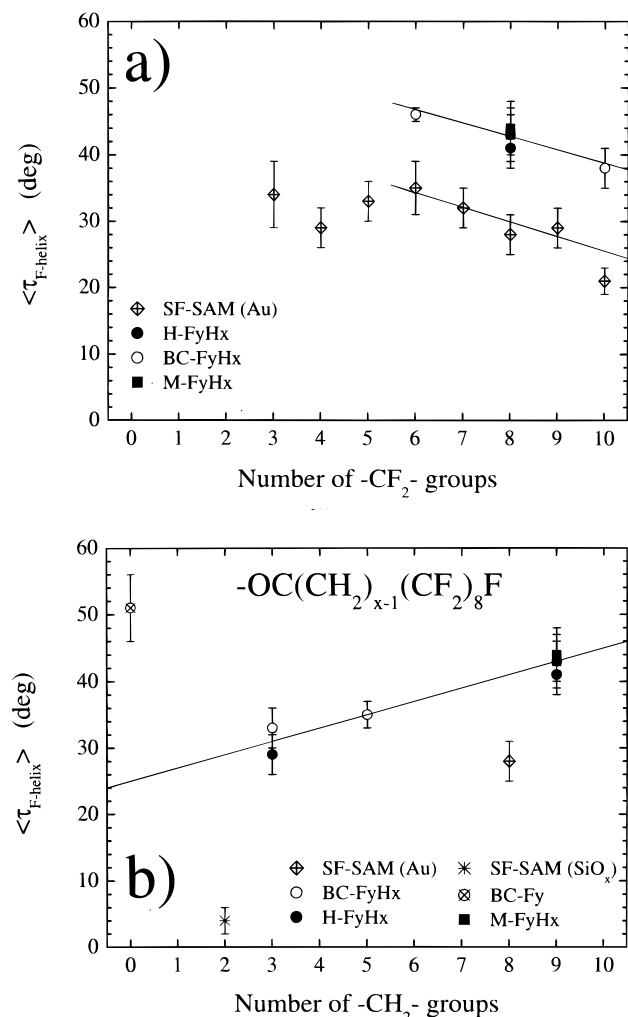 60
50
40
30
20
10
0
a)
<τ_F-helix> (deg)
SF-SAM (Au)
H-FyHx
BC-FyHx
M-FyHx
0 1 2 3 4 5 6 7 8 9 10
Number of -CF₂- groups
60
50
40
30
20
10
0
-OC(CH₂)ₓ₋₁(CF₂)₈F
<τ_F-helix> (deg)
b)
SF-SAM (Au)
BC-FyHx
H-FyHx
SF-SAM (SiOₓ)
BC-Fy
M-FyHx
0 1 2 3 4 5 6 7 8 9 10
Number of -CH₂- groups